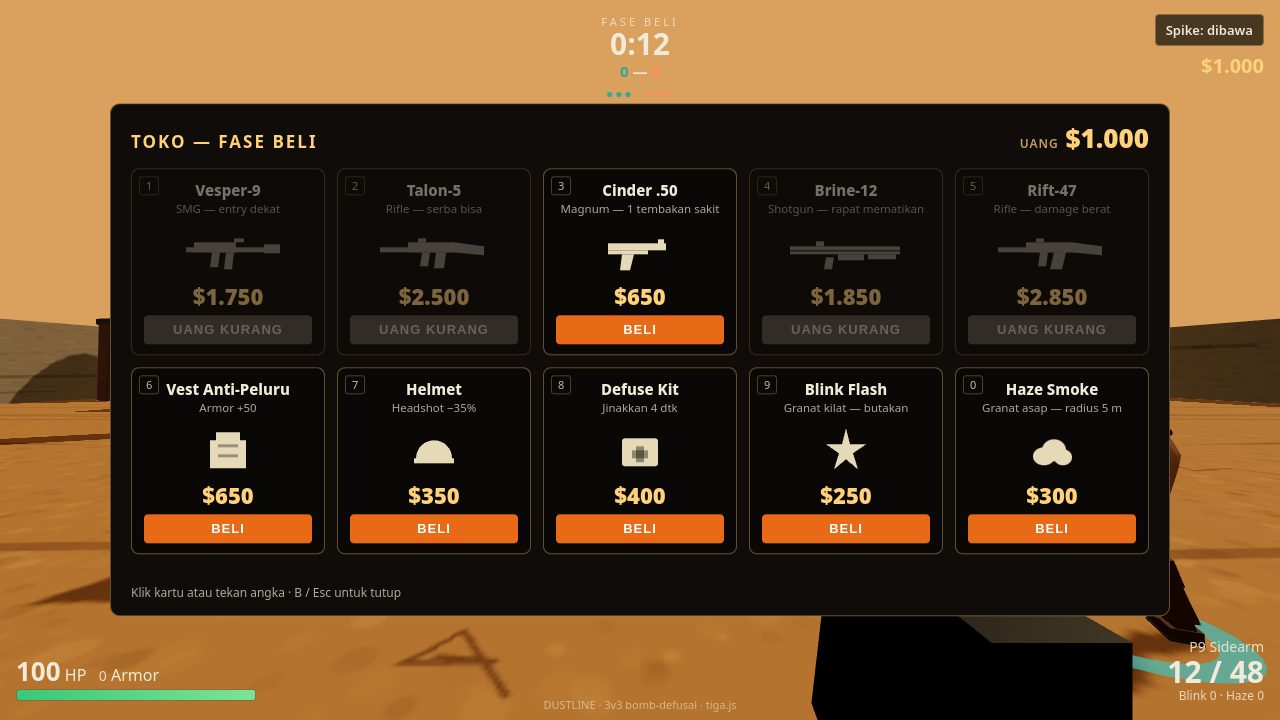 FASE BELI
0:12
0 — 0
Spike: dibawa
$1.000
TOKO — FASE BELI
UANG $1.000
1
Vesper-9
SMG — entry dekat
$1.750
UANG KURANG
2
Talon-5
Rifle — serba bisa
$2.500
UANG KURANG
3
Cinder .50
Magnum — 1 tembakan sakit
$650
BELI
4
Brine-12
Shotgun — rapat mematikan
$1.850
UANG KURANG
5
Rift-47
Rifle — damage berat
$2.850
UANG KURANG
6
Vest Anti-Peluru
Armor +50
$650
BELI
7
Helmet
Headshot −35%
$350
BELI
8
Defuse Kit
Jinakkan 4 dtk
$400
BELI
9
Blink Flash
Granat kilat — butakan
$250
BELI
0
Haze Smoke
Granat asap — radius 5 m
$300
BELI
Klik kartu atau tekan angka · B / Esc untuk tutup
100 HP 0 Armor
P9 Sidearm
12 / 48
Blink 0 · Haze 0
DUSTLINE · 3v3 bomb-defusal · tiga.js